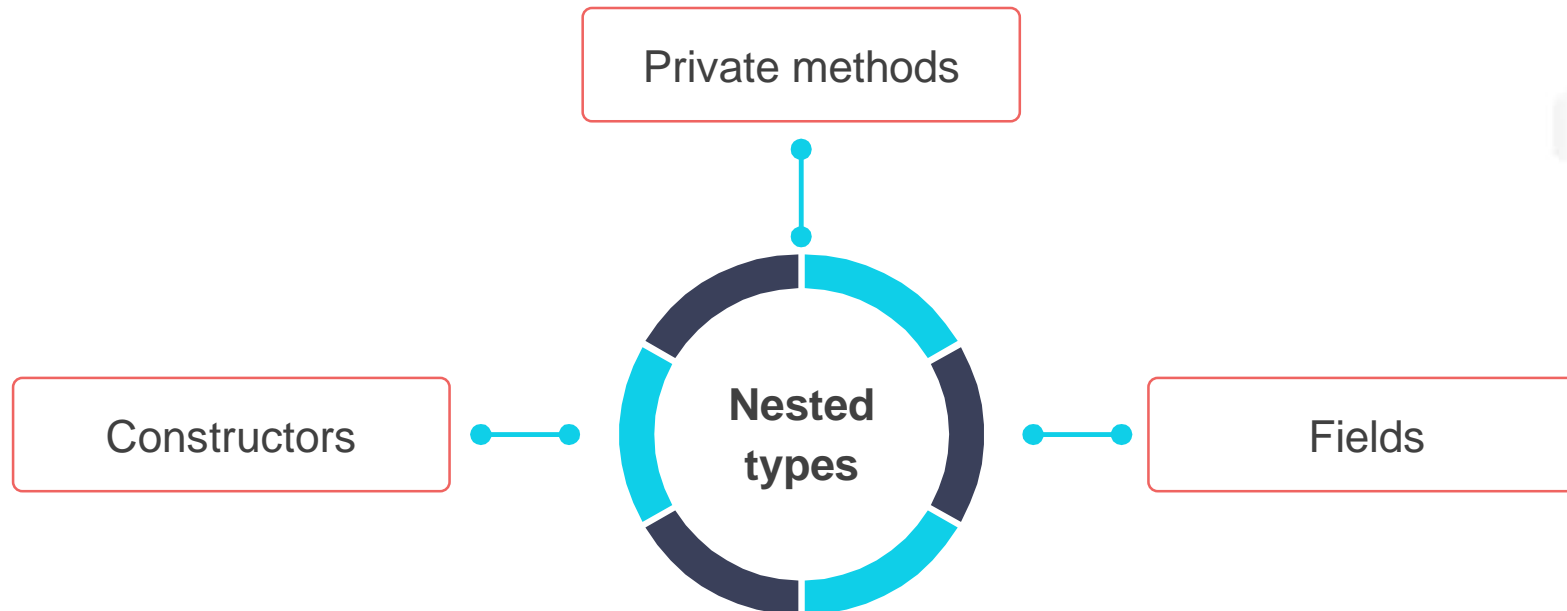 Private methods
Constructors
Nested
types
Fields